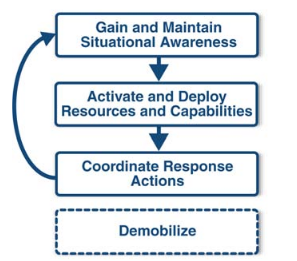 Gain and Maintain
Situational Awareness
Activate and Deploy
Resources and Capabilities
Coordinate Response
Actions
Demobilize